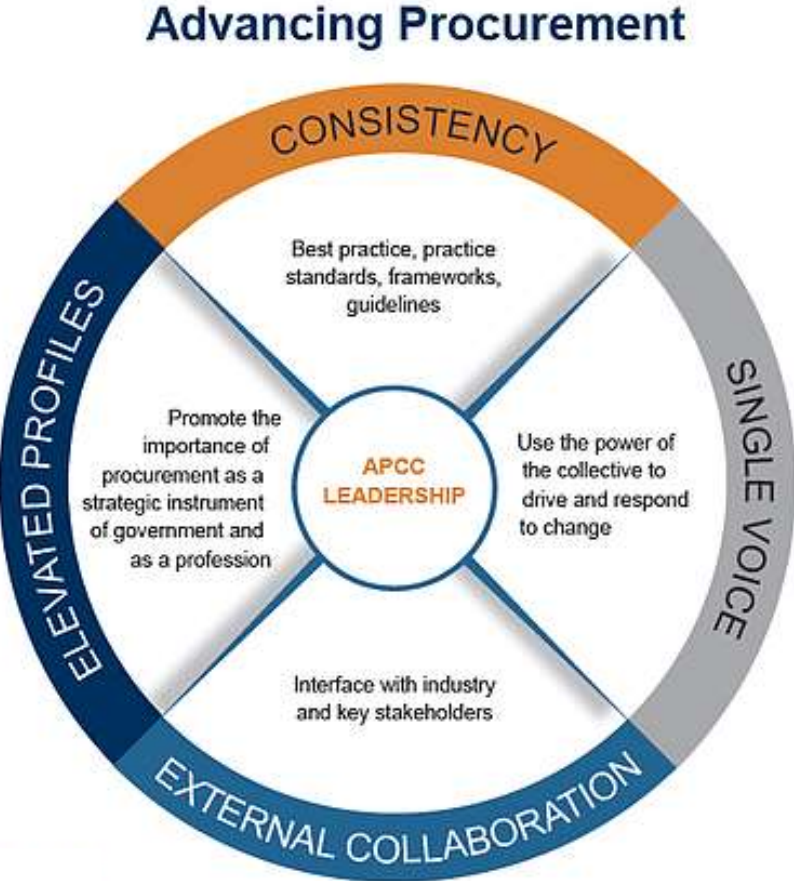 Advancing Procurement
CONSISTENCY
Best practice, practice
standards, frameworks,
guidelines
ELEVATED PROFILES
Promote the
importance of
procurement as a
strategic instrument
of government and
as a profession
APCC
LEADERSHIP
Use the power of
the collective to
drive and respond
to change
SINGLE VOICE
Interface with industry
and key stakeholders
EXTERNAL COLLABORATION